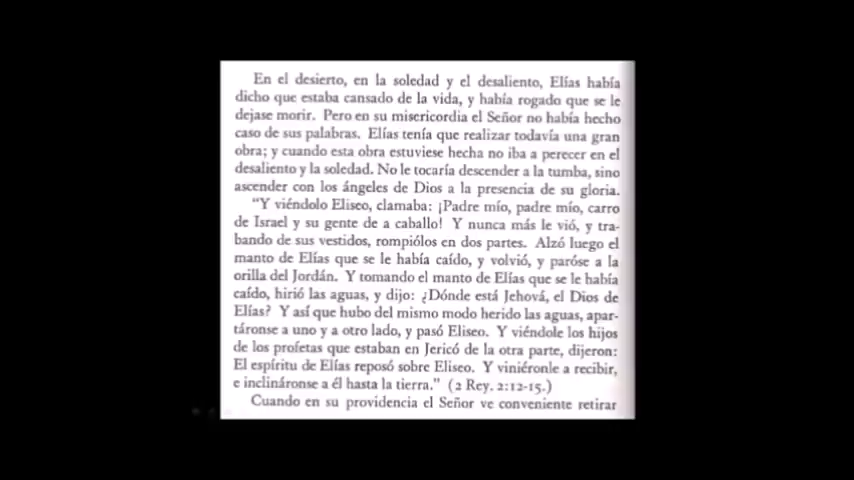 En el desierto, en la soledad y el desaliento, Elías había
dicho que estaba cansado de la vida, y había rogado que se le
dejase morir. Pero en su misericordia el Señor no había hecho
caso de sus palabras. Elías tenía que realizar todavía una gran
obra; y cuando esta obra estuviese hecha no iba a perecer en el
desaliento y la soledad. No le tocaría descender a la tumba, sino
ascender con los ángeles de Dios a la presencia de su gloria.
“Y viéndolo Eliseo, clamaba: ¡Padre mío, padre mío, carro
de Israel y su gente de a caballo! Y nunca más le vió, y tra-
bando de sus vestidos, rompiólos en dos partes. Alzó luego el
manto de Elías que se le había caído, y volvió, y paróse a la
orilla del Jordán. Y tomando el manto de Elías que se le había
caído, hirió las aguas, y dijo: ¿Dónde está Jehová, el Dios de
Elías? Y así que hubo del mismo modo herido las aguas, apar-
táronse a uno y a otro lado, y pasó Eliseo. Y viéndole los hijos
de los profetas que estaban en Jericó de la otra parte, dijeron:
El espíritu de Elías reposó sobre Eliseo. Y viniéronle a recibir,
e inclináronse a él hasta la tierra.” (2 Rey. 2:12-15.)
Cuando en su providencia el Señor ve conveniente retirar